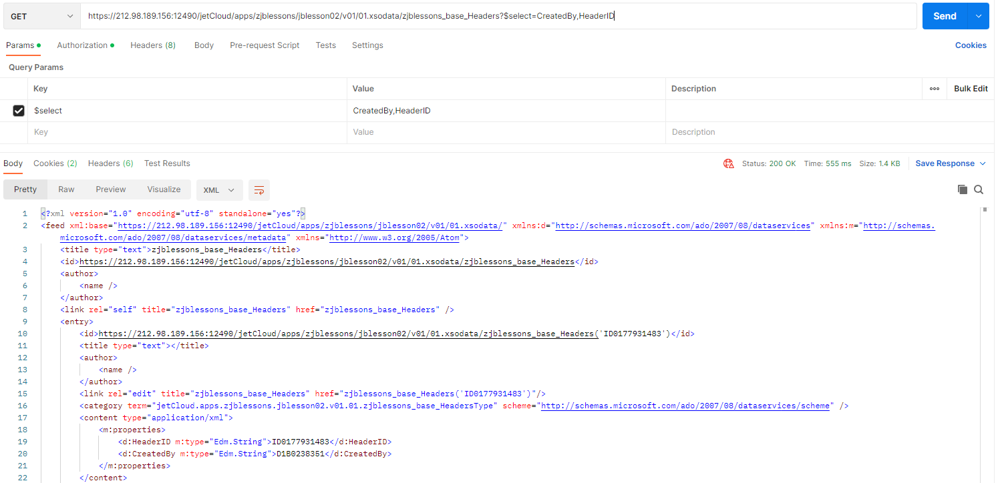 GET https://212.98.189.156:12490/jetCloud/apps/zjblessons/jblesson02/v01/01.xsodata/zjblessons_base_Headers?$select=CreatedBy,HeaderID Send
Params Authorization Headers (8) Body Pre-request Script Tests Settings Cookies
Query Params
Key Value Description ooo Bulk Edit
$select CreatedBy,HeaderID
Key Value Description
Body Cookies (2) Headers (6) Test Results Status: 200 OK Time: 555 ms Size: 1.4 KB Save Response
Pretty Raw Preview Visualize XML
1 <?xml version="1.0" encoding="utf-8" standalone="yes"?>
2 <feed xml:base="https://212.98.189.156:12490/jetCloud/apps/zjblessons/jblesson02/v01/01.xsodata/" xmlns:d="http://schemas.microsoft.com/ado/2007/08/dataservices" xmlns:m="http://schemas.
microsoft.com/ado/2007/08/dataservices/metadata" xmlns="http://www.w3.org/2005/Atom">
3 <title type="text">zjblessons_base_Headers</title>
4 <id>https://212.98.189.156:12490/jetCloud/apps/zjblessons/jblesson02/v01/01.xsodata/zjblessons_base_Headers</id>
5 <author>
6 <name />
7 </author>
8 <link rel="self" title="zjblessons_base_Headers" href="zjblessons_base_Headers" />
9 <entry>
10 <id>https://212.98.189.156:12490/jetCloud/apps/zjblessons/jblesson02/v01/01.xsodata/zjblessons_base_Headers('ID0177931483')</id>
11 <title type="text"></title>
12 <author>
13 <name />
14 </author>
15 <link rel="edit" title="zjblessons_base_Headers" href="zjblessons_base_Headers('ID0177931483')"/>
16 <category term="jetCloud.apps.zjblessons.jblesson02.v01.01.zjblessons_base_HeadersType" scheme="http://schemas.microsoft.com/ado/2007/08/dataservices/scheme" />
17 <content type="application/xml">
18 <m:properties>
19 <d:HeaderID m:type="Edm.String">ID0177931483</d:HeaderID>
20 <d:CreatedBy m:type="Edm.String">D1B0238351</d:CreatedBy>
21 </m:properties>
22 </content>